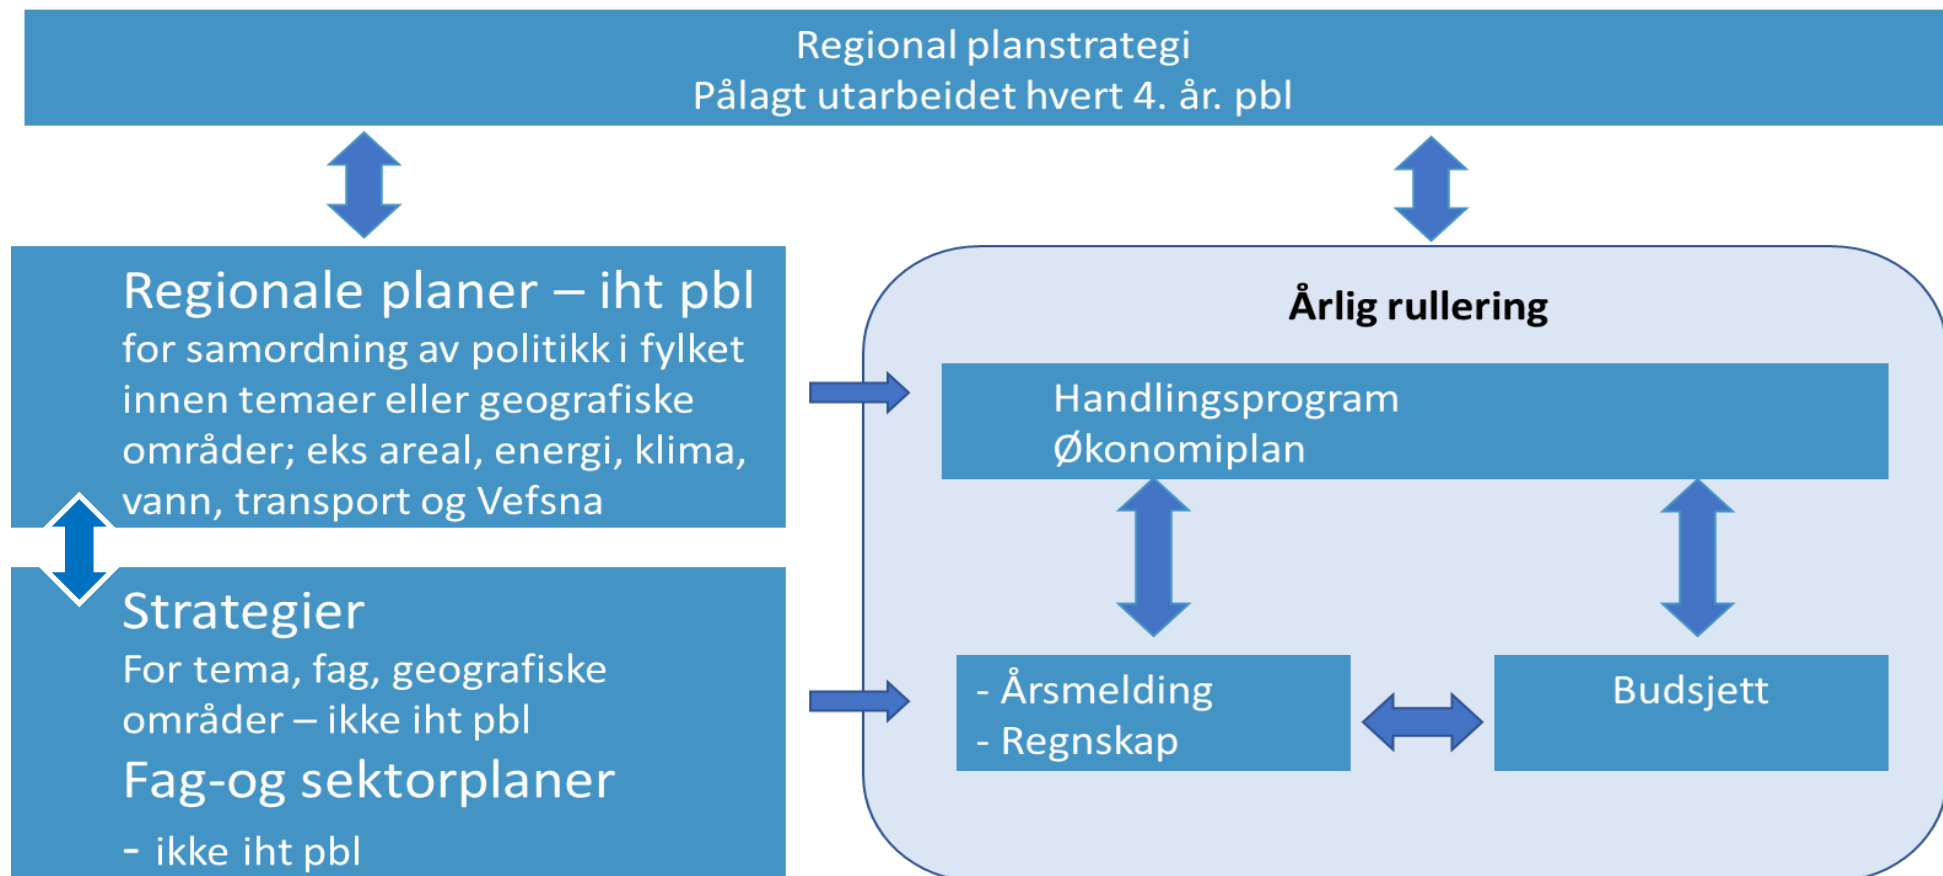 Regional planstrategi
Pålagt utarbeidet hvert 4. år. pbl
Regionale planer – iht pbl
for samordning av politikk i fylket
innen temaer eller geografiske
områder; eks areal, energi, klima,
vann, transport og Vefsna
Strategier
For tema, fag, geografiske
områder – ikke iht pbl
Fag-og sektorplaner
- ikke iht pbl
Årlig rullering
Handlingsprogram
Økonomiplan
- Årsmelding
- Regnskap
Budsjett